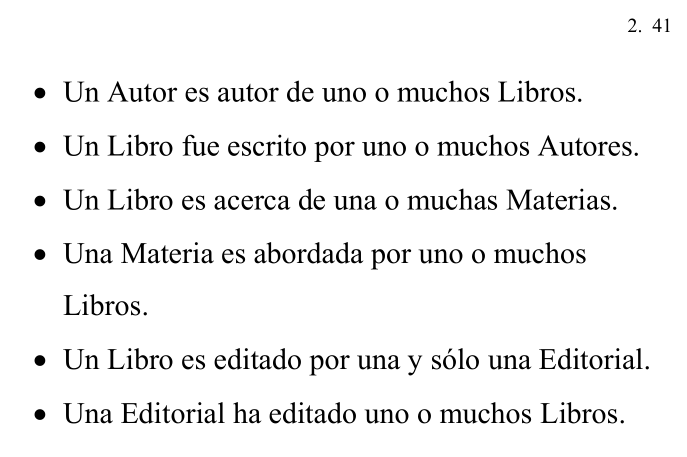 2. 41
• Un Autor es autor de uno o muchos Libros.
• Un Libro fue escrito por uno o muchos Autores.
• Un Libro es acerca de una o muchas Materias.
• Una Materia es abordada por uno o muchos
Libros.
• Un Libro es editado por una y sólo una Editorial.
• Una Editorial ha editado uno o muchos Libros.